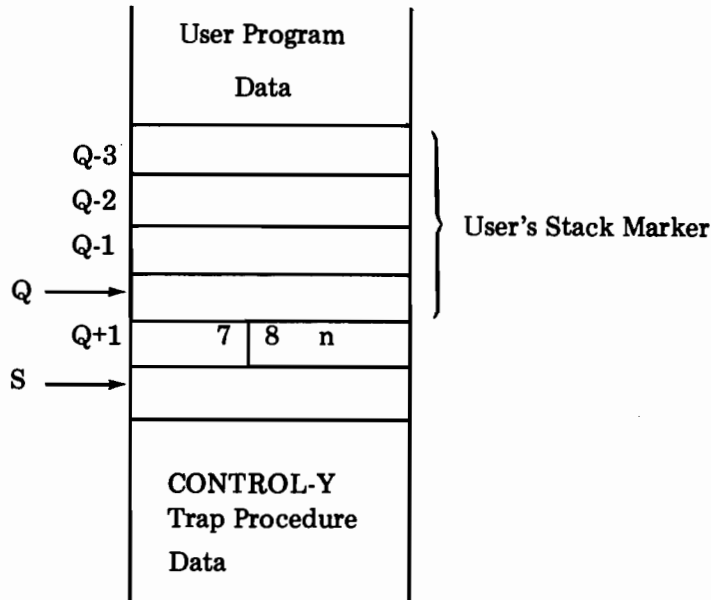 User Program
Data
Q-3
Q-2
Q-1
User's Stack Marker
Q
Q+1 7 8 n
S
CONTROL-Y
Trap Procedure
Data